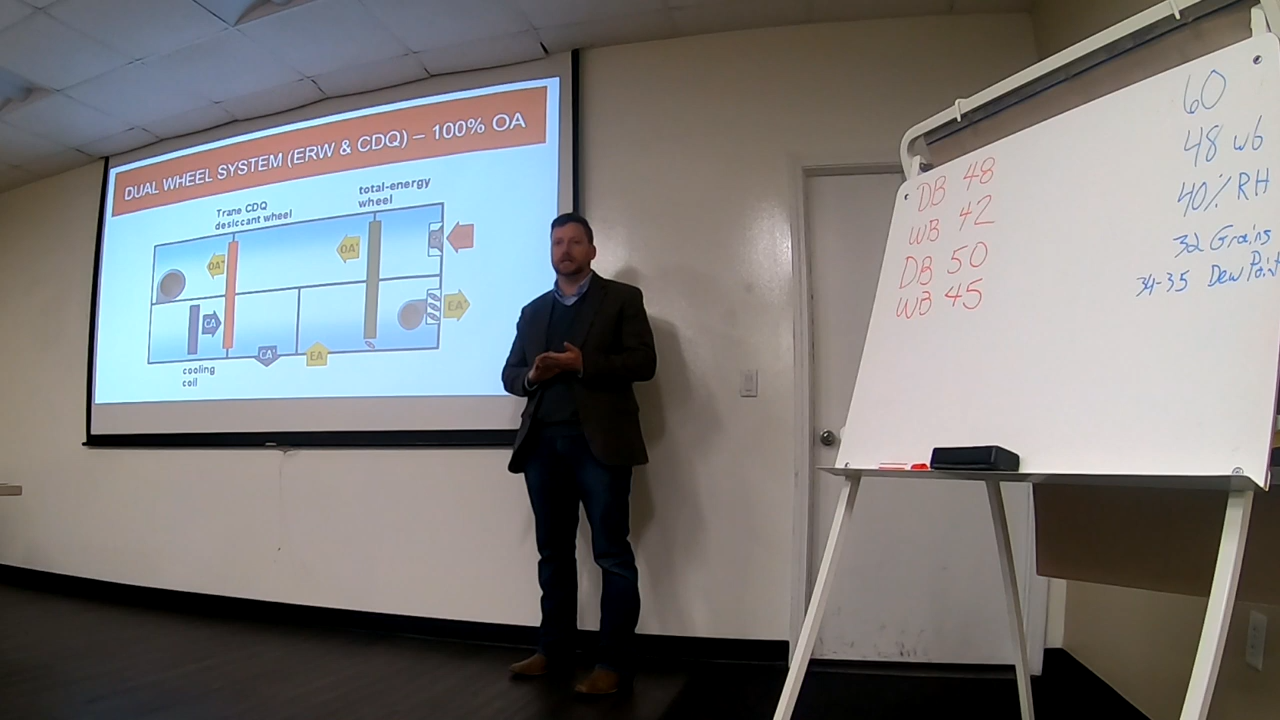 DUAL WHEEL SYSTEM (ERW & CDQ) – 100% OA
total-energy
wheel
Trane CDQ
desiccant wheel
OA'
OA"
EA'
CA
CA'
EA
cooling
coil
DB 48
WB 42
DB 50
WB 45
60
48 wb
40% RH
32 Grains
34-35 Dew Point